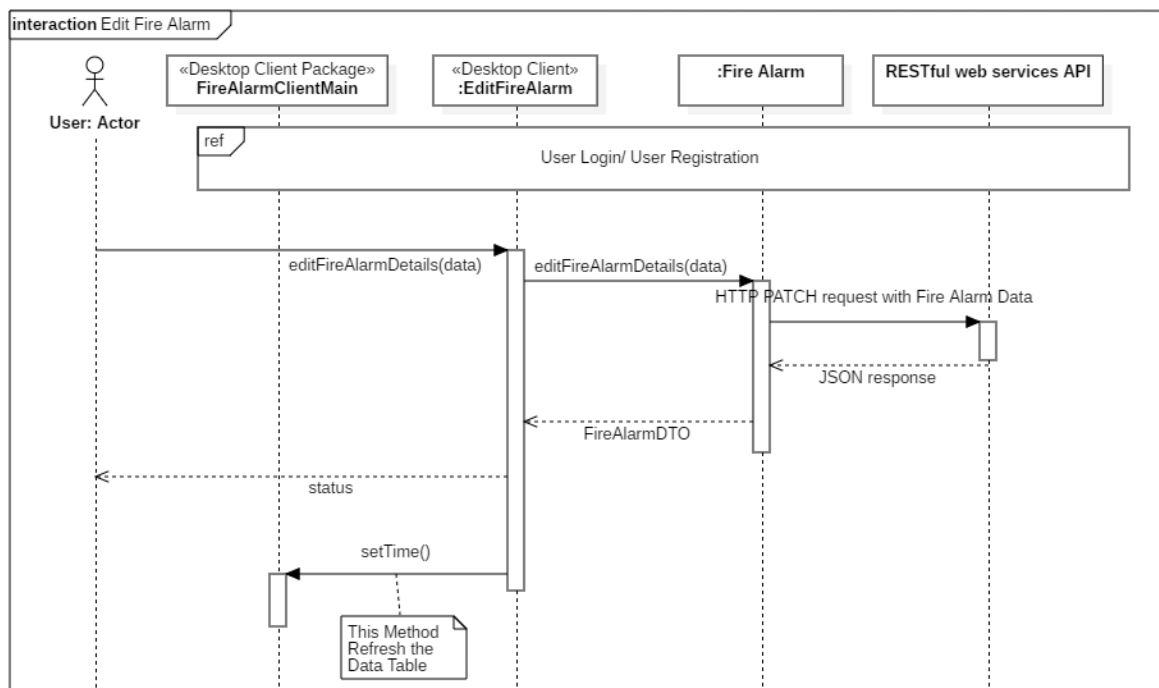 interaction Edit Fire Alarm
«Desktop Client Package»
FireAlarmClientMain
«Desktop Client»
:EditFireAlarm
:Fire Alarm
RESTful web services API
User: Actor
ref
User Login/ User Registration
editFireAlarmDetails(data)
editFireAlarmDetails(data)
HTTP PATCH request with Fire Alarm Data
JSON response
FireAlarmDTO
status
setTime()
This Method
Refresh the
Data Table